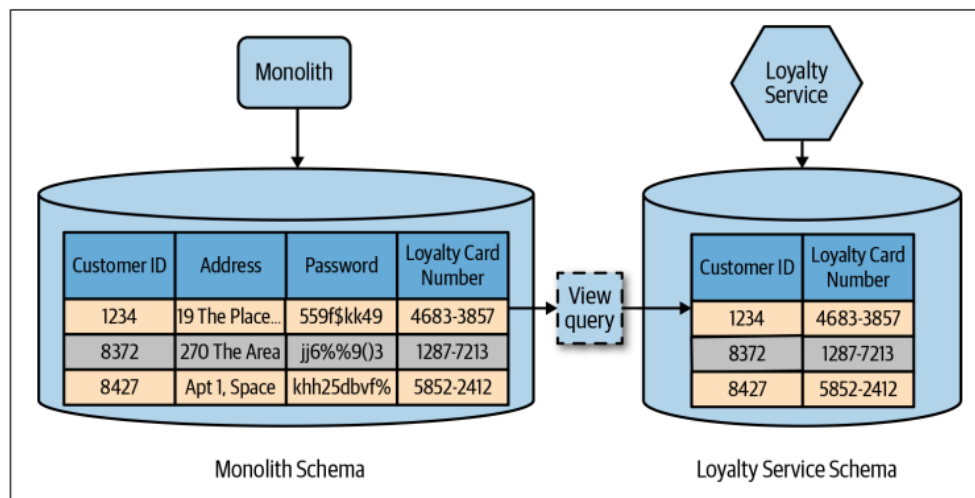 Monolith
Loyalty
Service
Customer ID Address Password Loyalty Card
Number
1234 19 The Place... 559f$kk49 4683-3857
8372 270 The Area jj6%%9()3 1287-7213
8427 Apt 1, Space khh25dbvf% 5852-2412
View
query
Customer ID Loyalty Card
Number
1234 4683-3857
8372 1287-7213
8427 5852-2412
Monolith Schema
Loyalty Service Schema